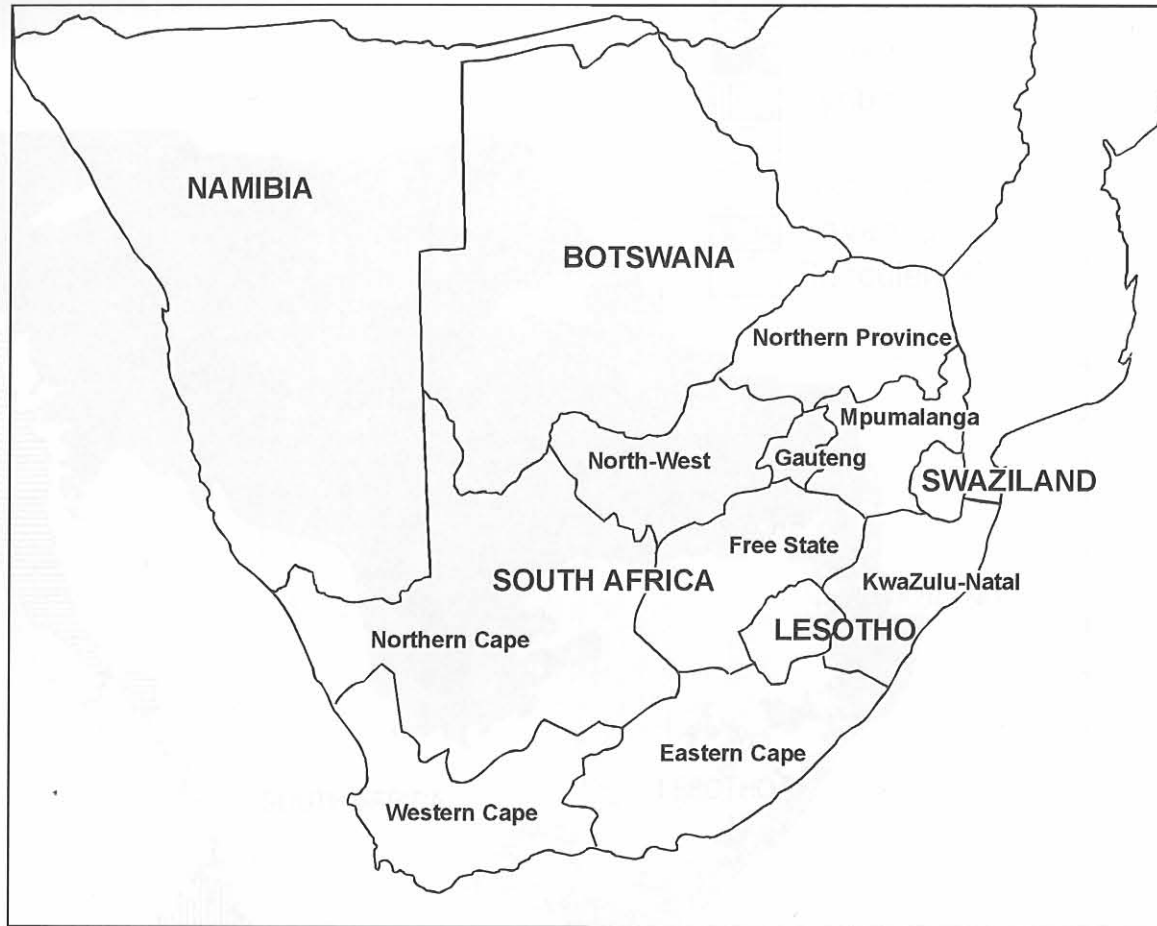 NAMIBIA
BOTSWANA
Northern Province
Mpumalanga
North-West
Gauteng
SWAZILAND
Free State
SOUTH AFRICA
KwaZulu-Natal
LESOTHO
Northern Cape
Eastern Cape
Western Cape